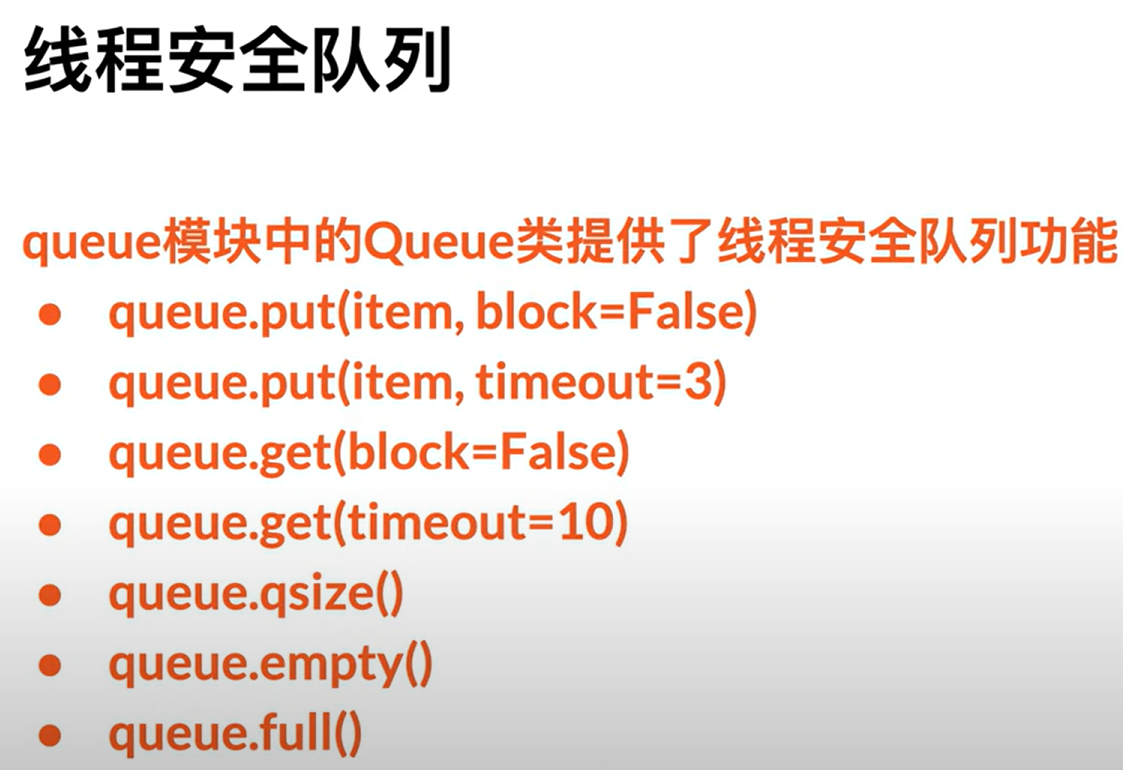 线程安全队列
queue模块中的Queue类提供了线程安全队列功能
● queue.put(item, block=False)
● queue.put(item, timeout=3)
● queue.get(block=False)
● queue.get(timeout=10)
● queue.qsize()
● queue.empty()
● queue.full()